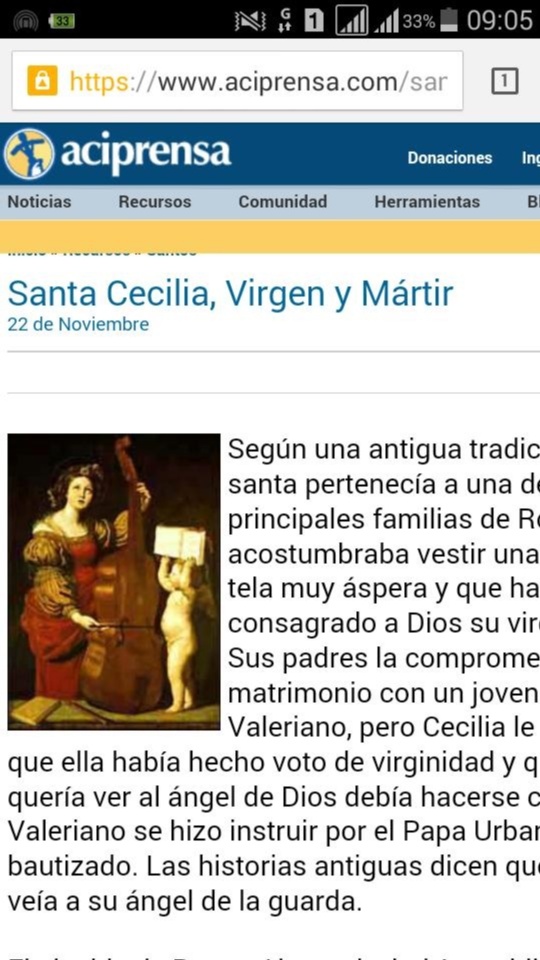 33
G
1
33%
09:05
https://www.aciprensa.com/sar
1
aciprensa
Donaciones
Ing
Noticias Recursos Comunidad Herramientas Bl
Inicio » Recursos » Santos
Santa Cecilia, Virgen y Mártir
22 de Noviembre
Según una antigua tradic
santa pertenecía a una de
principales familias de Ro
acostumbraba vestir una
tela muy áspera y que ha
consagrado a Dios su virg
Sus padres la comprome
matrimonio con un joven
Valeriano, pero Cecilia le
que ella había hecho voto de virginidad y q
quería ver al ángel de Dios debía hacerse c
Valeriano se hizo instruir por el Papa Urban
bautizado. Las historias antiguas dicen que
veía a su ángel de la guarda.